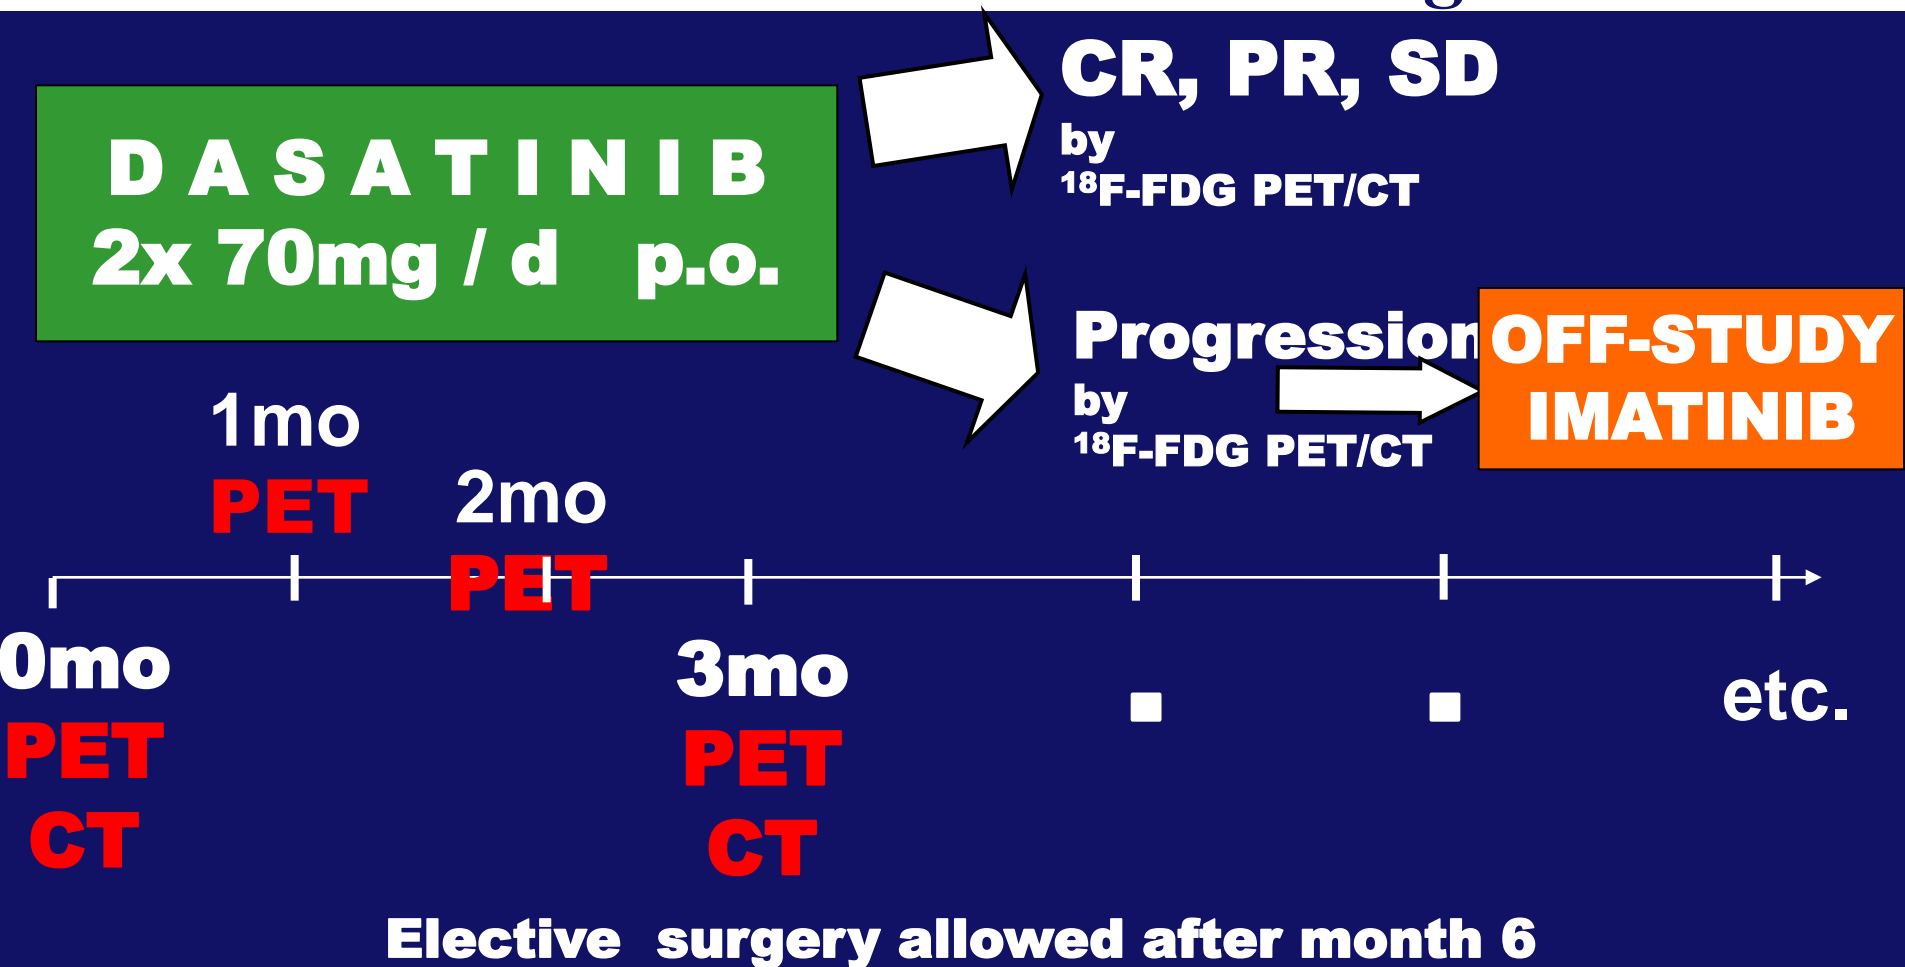 D A S A T I N I B
2x 70mg / d p.o.
CR, PR, SD
by
18F-FDG PET/CT
Progression
by
18F-FDG PET/CT
OFF-STUDY
IMATINIB
1mo
PET
2mo
PET
0mo
PET
CT
3mo
PET
CT
etc.
Elective surgery allowed after month 6